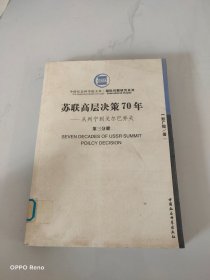 苏联高层决策70年
——从列宁到戈尔巴乔夫
第三分册
SEVEN DECADES OF USSR SUMMIT
POILCY DECISION
中国社会科学出版社
OPPO Reno